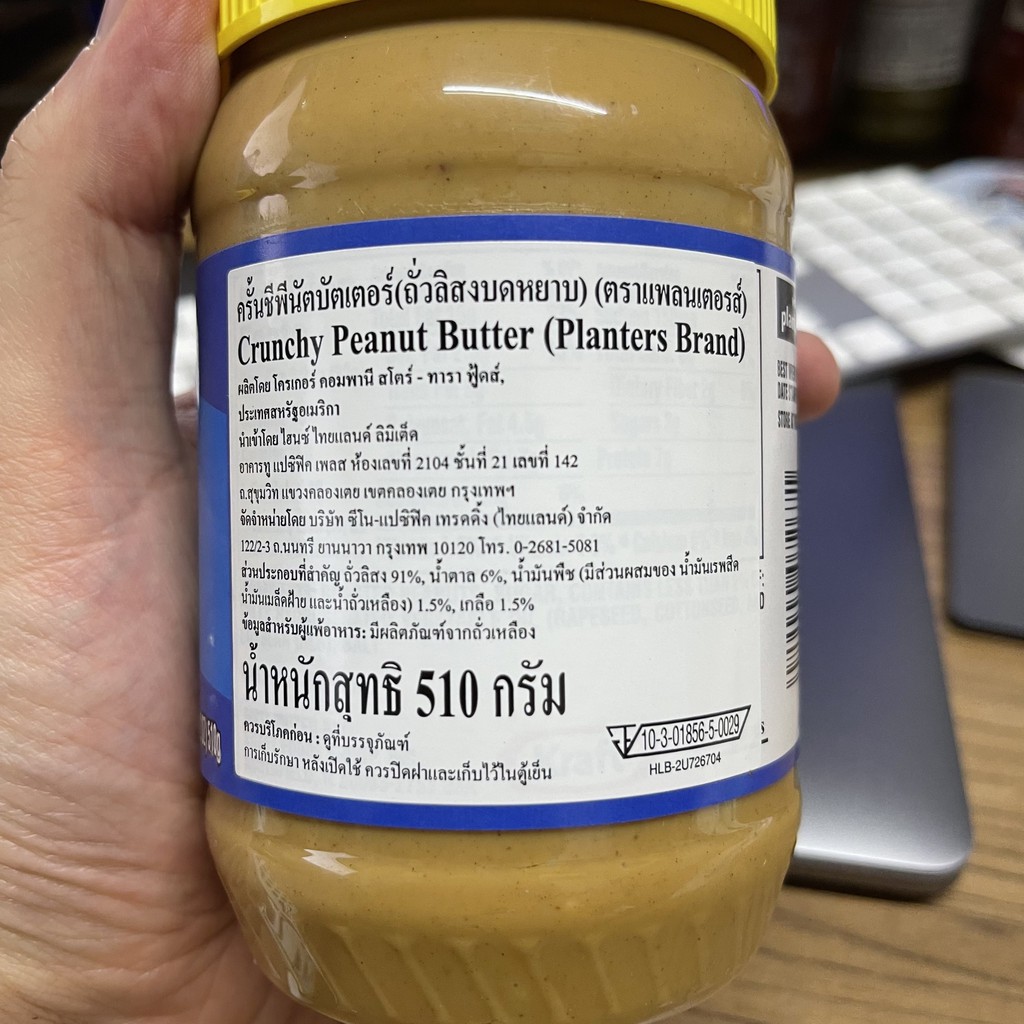 ครั้นชีพีนัตบัตเตอร์(ถั่วลิสงบดหยาบ) (ตราแพลนเตอรส์)
Crunchy Peanut Butter (Planters Brand)
ผลิตโดย โครเกอร์ คอมพานี สโตร์ - ทารา ฟู้ดส์,
ประเทศสหรัฐอเมริกา
นำเข้าโดย ไฮนซ์ ไทยแลนด์ ลิมิเต็ด
อาคารทู แปซิฟิค เพลส ห้องเลขที่ 2104 ชั้นที่ 21 เลขที่ 142
ถ.สุขุมวิท แขวงคลองเตย เขตคลองเตย กรุงเทพฯ
จัดจำหน่ายโดย บริษัท ซีโน-แปซิฟิค เทรดดิ้ง (ไทยแลนด์) จำกัด
122/2-3 ถ.นนทรี ยานนาวา กรุงเทพ 10120 โทร. 0-2681-5081
ส่วนประกอบที่สำคัญ ถั่วลิสง 91%, น้ำตาล 6%, น้ำมันพืช (มีส่วนผสมของ น้ำมันเรพสีด
น้ำมันเมล็ดฝ้าย และน้ำถั่วเหลือง) 1.5%, เกลือ 1.5%
ข้อมูลสำหรับผู้แพ้อาหาร: มีผลิตภัณฑ์จากถั่วเหลือง
น้ำหนักสุทธิ 510 กรัม
ควรบริโภคก่อน : ดูที่บรรจุภัณฑ์
การเก็บรักษา หลังเปิดใช้ ควรปิดฝาและเก็บไว้ในตู้เย็น
10-3-01856-5-0029
HLB-2U726704
510g
plan
BEST
DATE
STORE